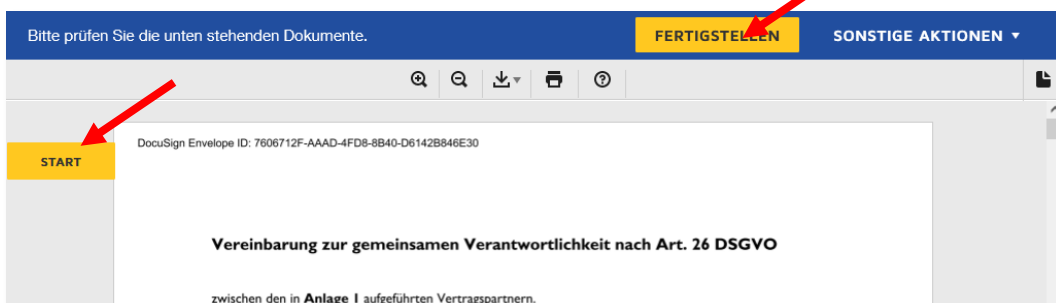 Bitte prüfen Sie die unten stehenden Dokumente.
FERTIGSTELLEN
SONSTIGE AKTIONEN
START
DocuSign Envelope ID: 7606712F-AAAD-4FD8-8B40-D6142B846E30
Vereinbarung zur gemeinsamen Verantwortlichkeit nach Art. 26 DSGVO
zwischen den in Anlage 1 aufgeführten Vertragspartnern.